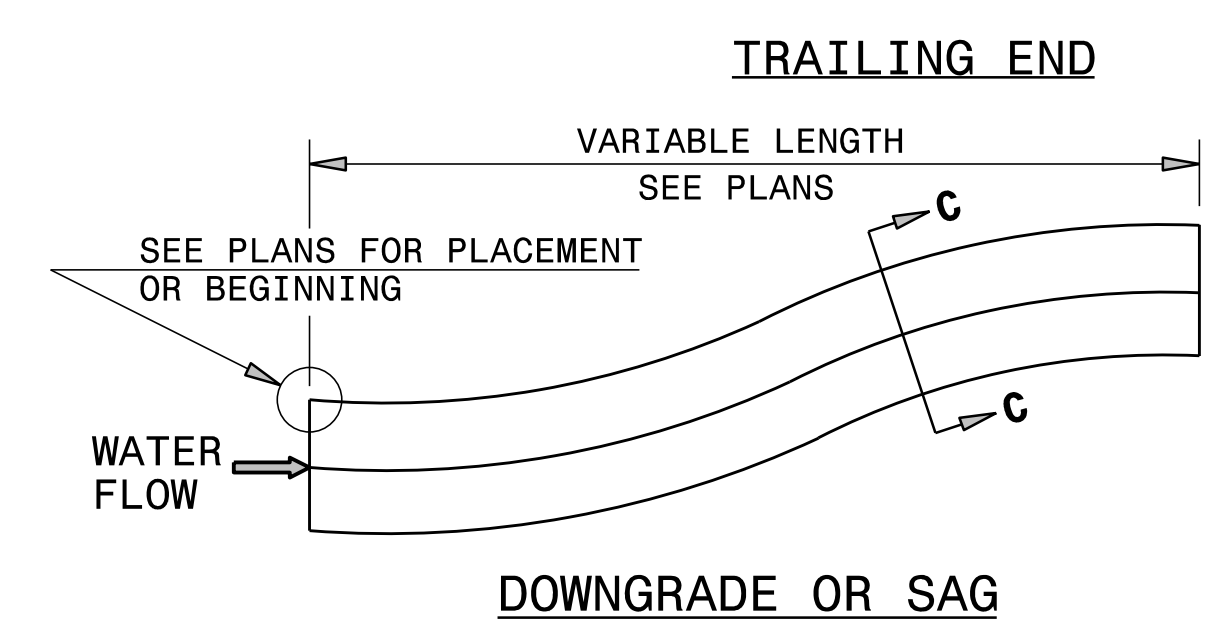 TRAILING END
VARIABLE LENGTH
SEE PLANS
C
SEE PLANS FOR PLACEMENT
OR BEGINNING
C
WATER
FLOW
DOWNGRADE OR SAG